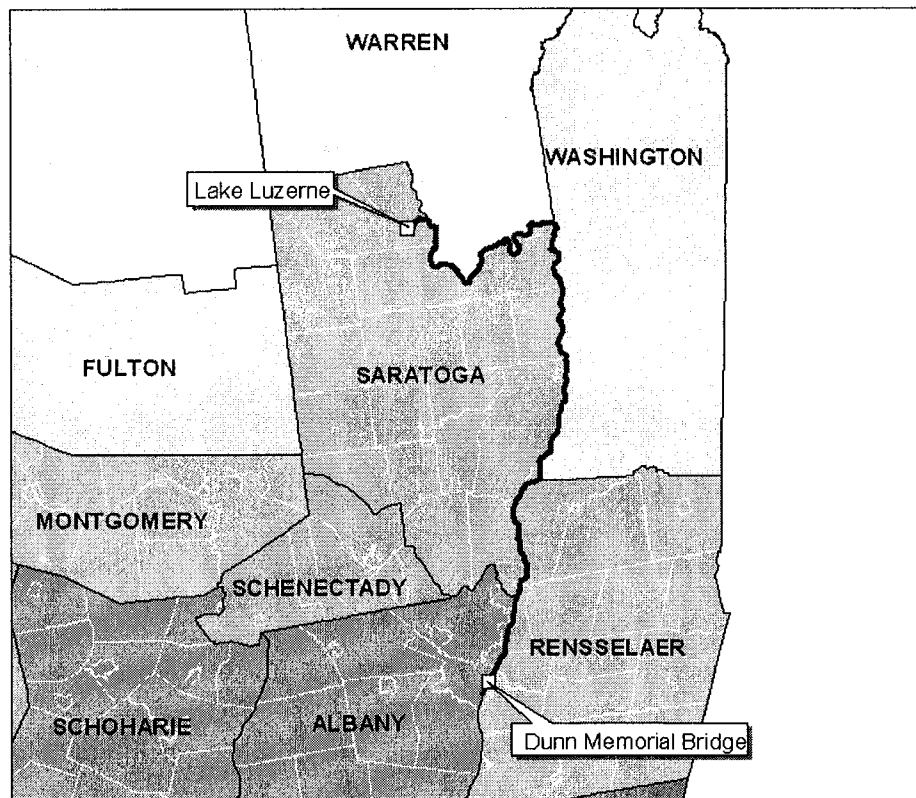 WARREN
WASHINGTON
Lake Luzerne
FULTON
SARATOGA
MONTGOMERY
SCHENECTADY
RENSSELAER
SCHOHARIE
ALBANY
Dunn Memorial Bridge